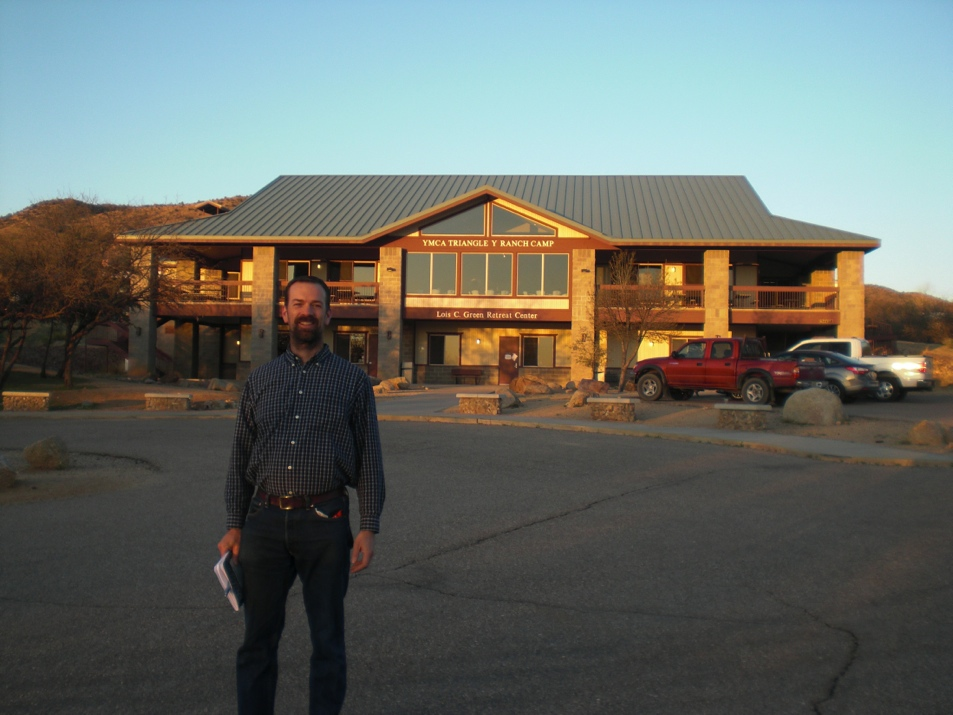 YMCA TRIANGLE Y RANCH CAMP
Lois C. Green Retreat Center